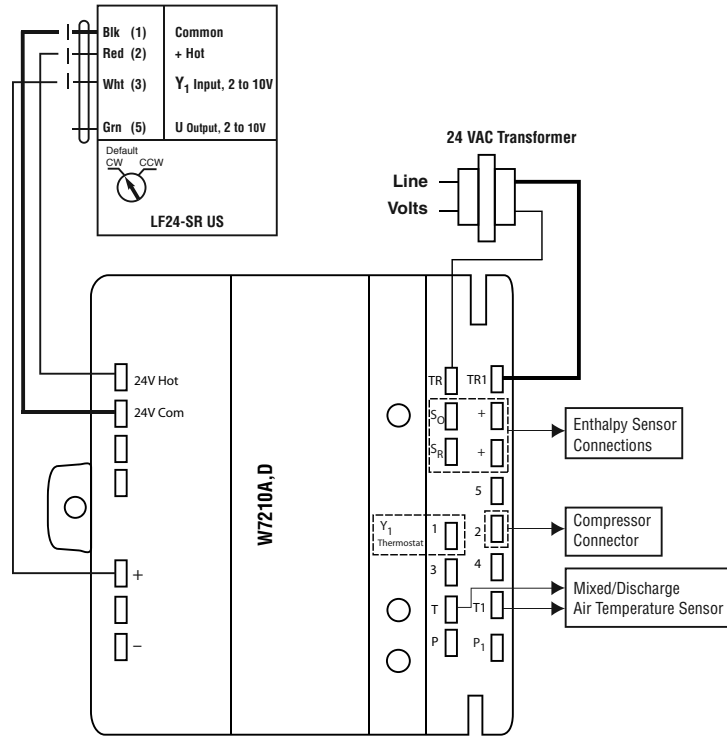 Blk (1) Common
Red (2) + Hot
Wht (3) Y1 Input, 2 to 10V
Grn (5) U Output, 2 to 10V
Default
CW CCW
LF24-SR US
24 VAC Transformer
Line
Volts
24V Hot
24V Com
+
–
W7210A,D
TR TR1
SO +
SR +
5
Y1
Thermostat
1 2
3 4
T T1
P P1
Enthalpy Sensor
Connections
Compressor
Connector
Mixed/Discharge
Air Temperature Sensor